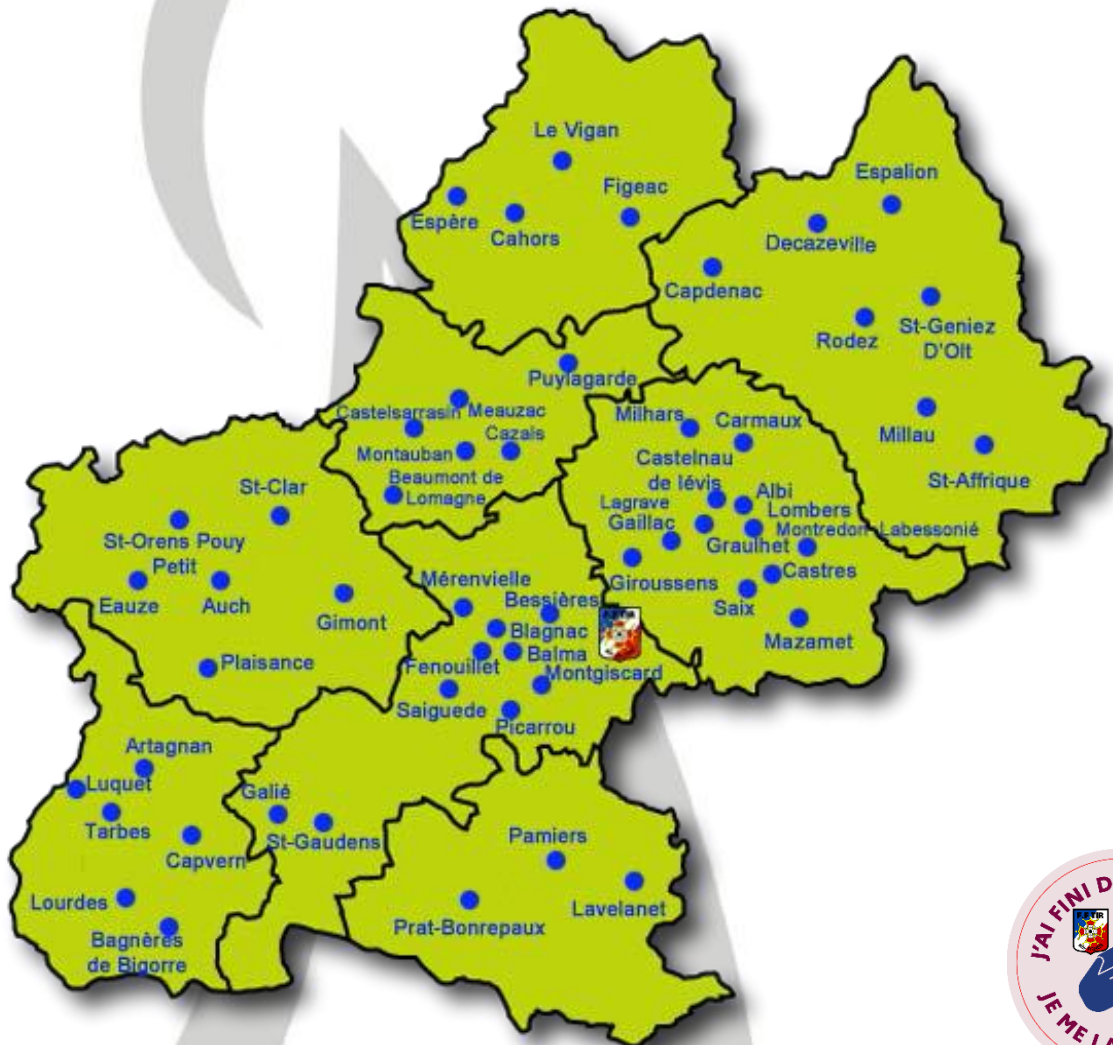 Le Vigan
Figeac
Espère
Cahors
Espalion
Decazeville
Capdenac
Rodez
St-Geniez
D'Olt
Millau
St-Affrique
Puylagarde
Castelsarrasin
Meauzac
Cazals
Montauban
Beaumont de
Lomagne
Milhars
Carmaux
Castelnau
de lévis
Albi
Lagrave
Lombers
Gaillac
Montredon-Labessonié
Graulhet
Giroussens
Castres
Saix
Mazamet
St-Clar
St-Orens Pouy
Petit
Eauze
Auch
Gimont
Plaisance
Mérenvielle
Bessières
Blagnac
Balma
Fenouillet
Montgiscard
Saiguede
Picarrou
Artagnan
Luquet
Tarbes
Capvern
Galié
St-Gaudens
Lourdes
Bagnères
de Bigorre
Pamiers
Lavelanet
Prat-Bonrepaux
J'AI FINI D
F.F.TIR
JE ME L